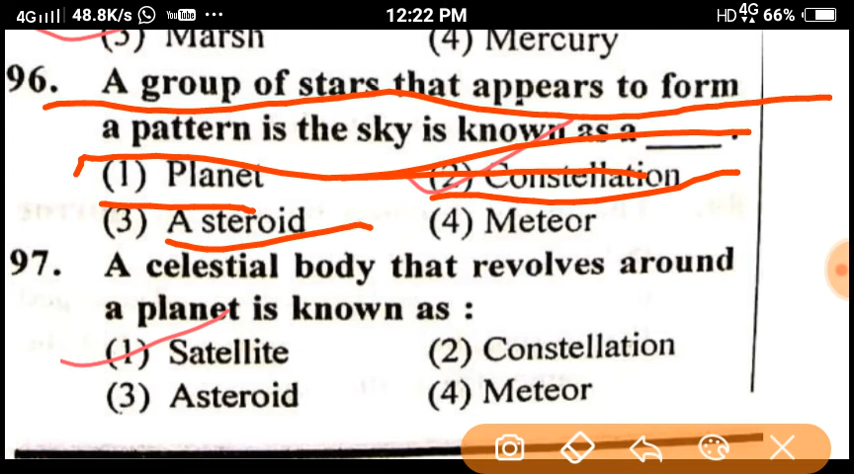 4G 48.8K/s YouTube ••• 12:22 PM HD 4G 66%
(3) Marsh (4) Mercury
96. A group of stars that appears to form
a pattern is the sky is known as a ____ .
(1) Planet (2) Constellation
(3) A steroid (4) Meteor
97. A celestial body that revolves around
a planet is known as :
(1) Satellite (2) Constellation
(3) Asteroid (4) Meteor